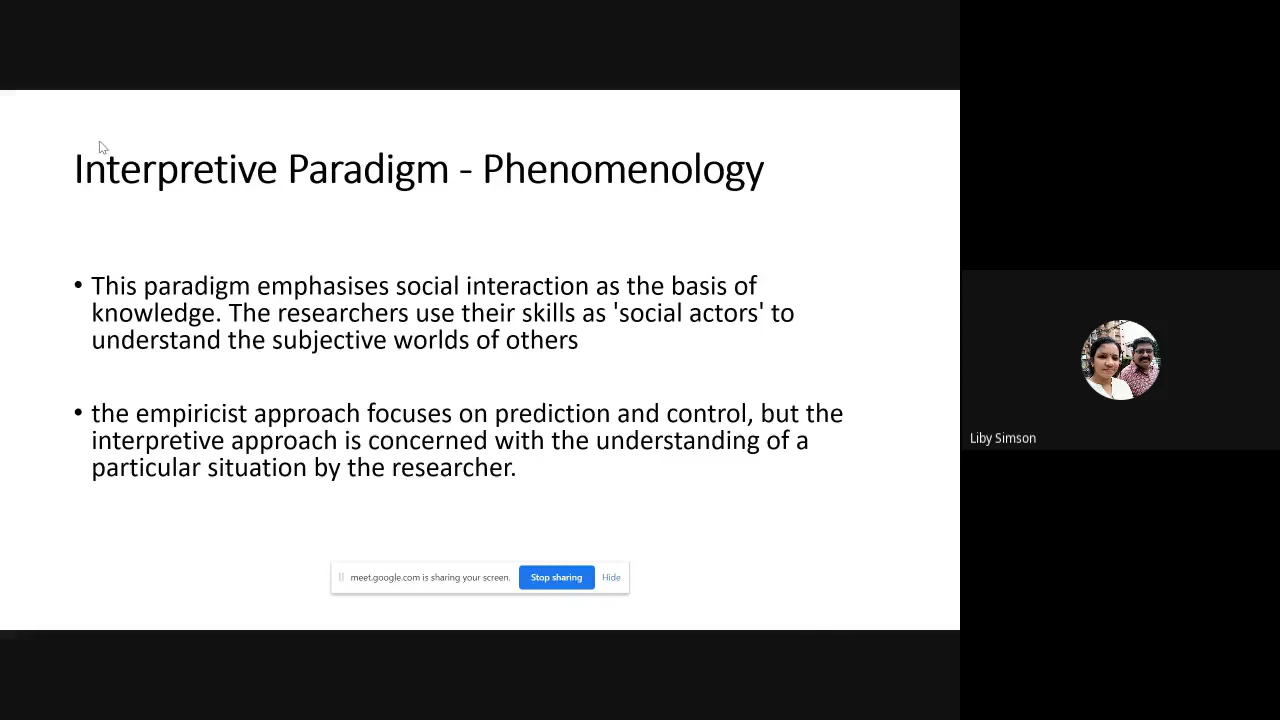 Interpretive Paradigm - Phenomenology
• This paradigm emphasises social interaction as the basis of
knowledge. The researchers use their skills as 'social actors' to
understand the subjective worlds of others
• the empiricist approach focuses on prediction and control, but the
interpretive approach is concerned with the understanding of a
particular situation by the researcher.
meet.google.com is sharing your screen. Stop sharing Hide
Liby Simson